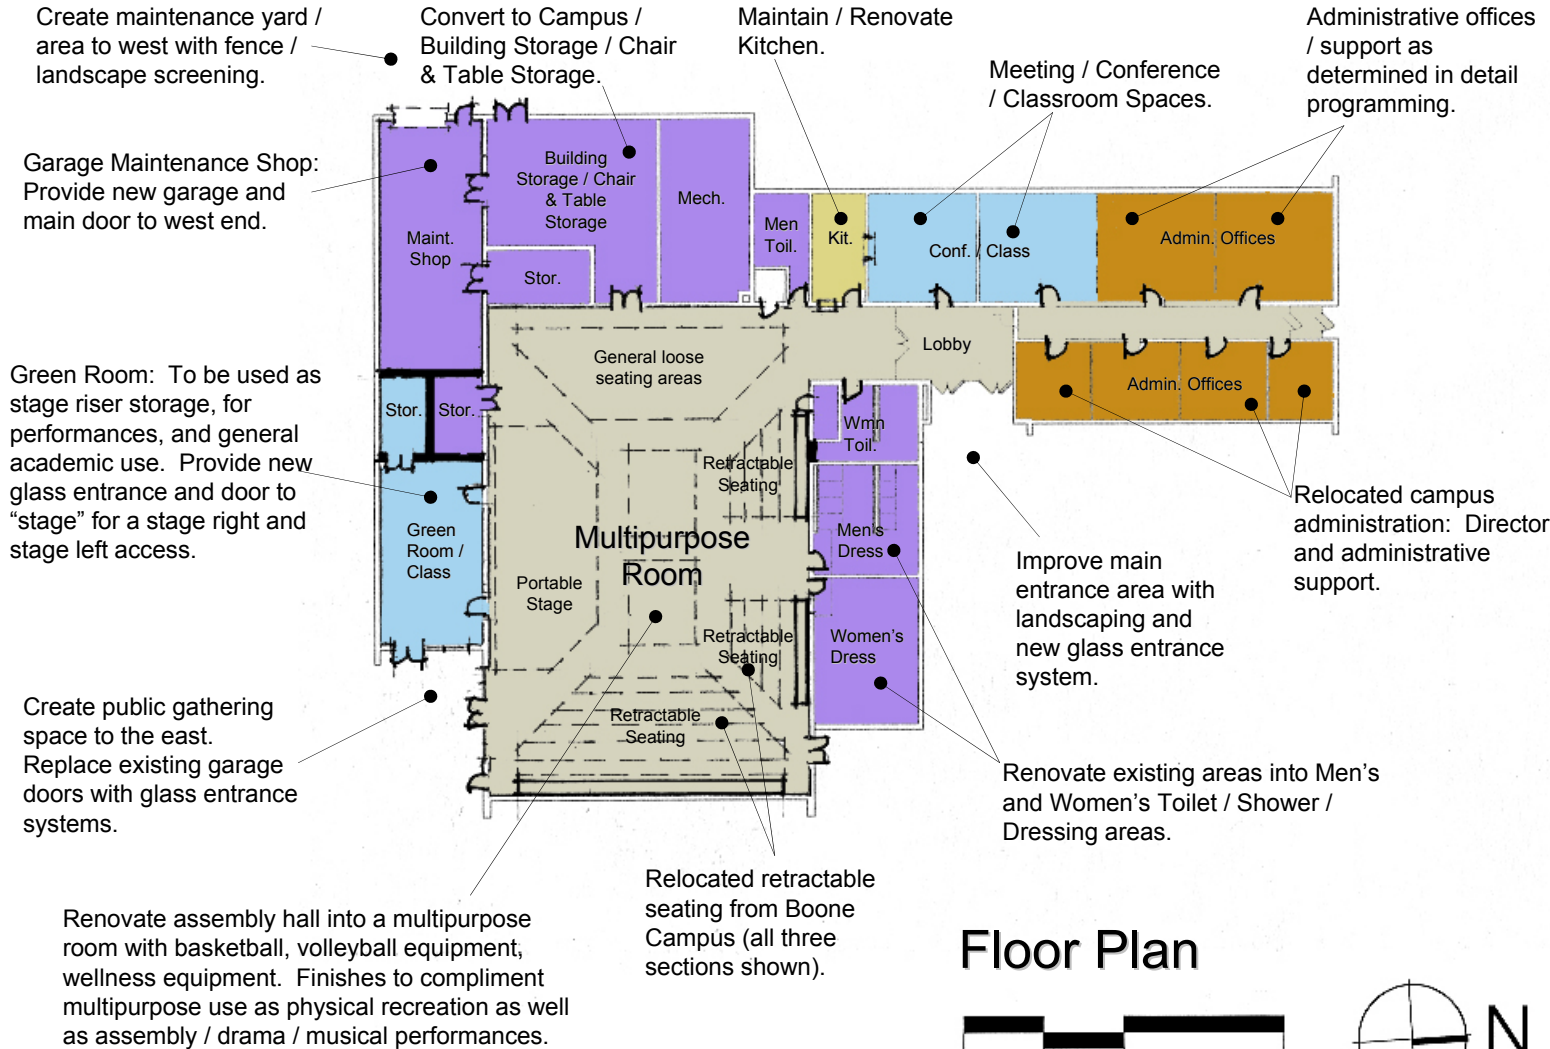 Create maintenance yard /
area to west with fence /
landscape screening.
Convert to Campus /
Building Storage / Chair
& Table Storage.
Maintain / Renovate
Kitchen.
Meeting / Conference
/ Classroom Spaces.
Administrative offices
/ support as
determined in detail
programming.
Garage Maintenance Shop:
Provide new garage and
main door to west end.
Building
Storage / Chair
& Table
Storage
Mech.
Men
Toil.
Kit.
Conf. / Class
Admin. Offices
Maint.
Shop
Stor.
General loose
seating areas
Lobby
Admin. Offices
Green Room:  To be used as
stage riser storage, for
performances, and general
academic use.  Provide new
glass entrance and door to
“stage” for a stage right and
stage left access.
Stor.
Stor.
Wmn
Toil.
Retractable
Seating
Green
Room /
Class
Multipurpose
Room
Men's
Dress
Portable
Stage
Retractable
Seating
Women's
Dress
Retractable
Seating
Relocated campus
administration:  Director
and administrative
support.
Improve main
entrance area with
landscaping and
new glass entrance
system.
Create public gathering
space to the east.
Replace existing garage
doors with glass entrance
systems.
Renovate existing areas into Men’s
and Women’s Toilet / Shower /
Dressing areas.
Relocated retractable
seating from Boone
Campus (all three
sections shown).
Renovate assembly hall into a multipurpose
room with basketball, volleyball equipment,
wellness equipment.  Finishes to compliment
multipurpose use as physical recreation as well
as assembly / drama / musical performances.
Floor Plan
N